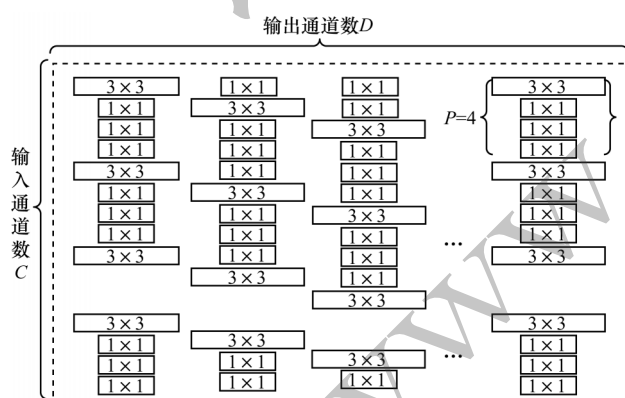 输出通道数D
输入通道数C
3×3 1×1 1×1 3×3
1×1 3×3 1×1 1×1
P=4
1×1 1×1 3×3 1×1
1×1 1×1 1×1 1×1
3×3 1×1 1×1 3×3
1×1 3×3 1×1 1×1
1×1 1×1 3×3 1×1
1×1 1×1 1×1 ... 1×1
3×3 1×1 1×1 3×3
3×3 1×1
3×3
3×3 3×3
1×1 3×3 ... 1×1
1×1 1×1 3×3 1×1
1×1 1×1 1×1 1×1